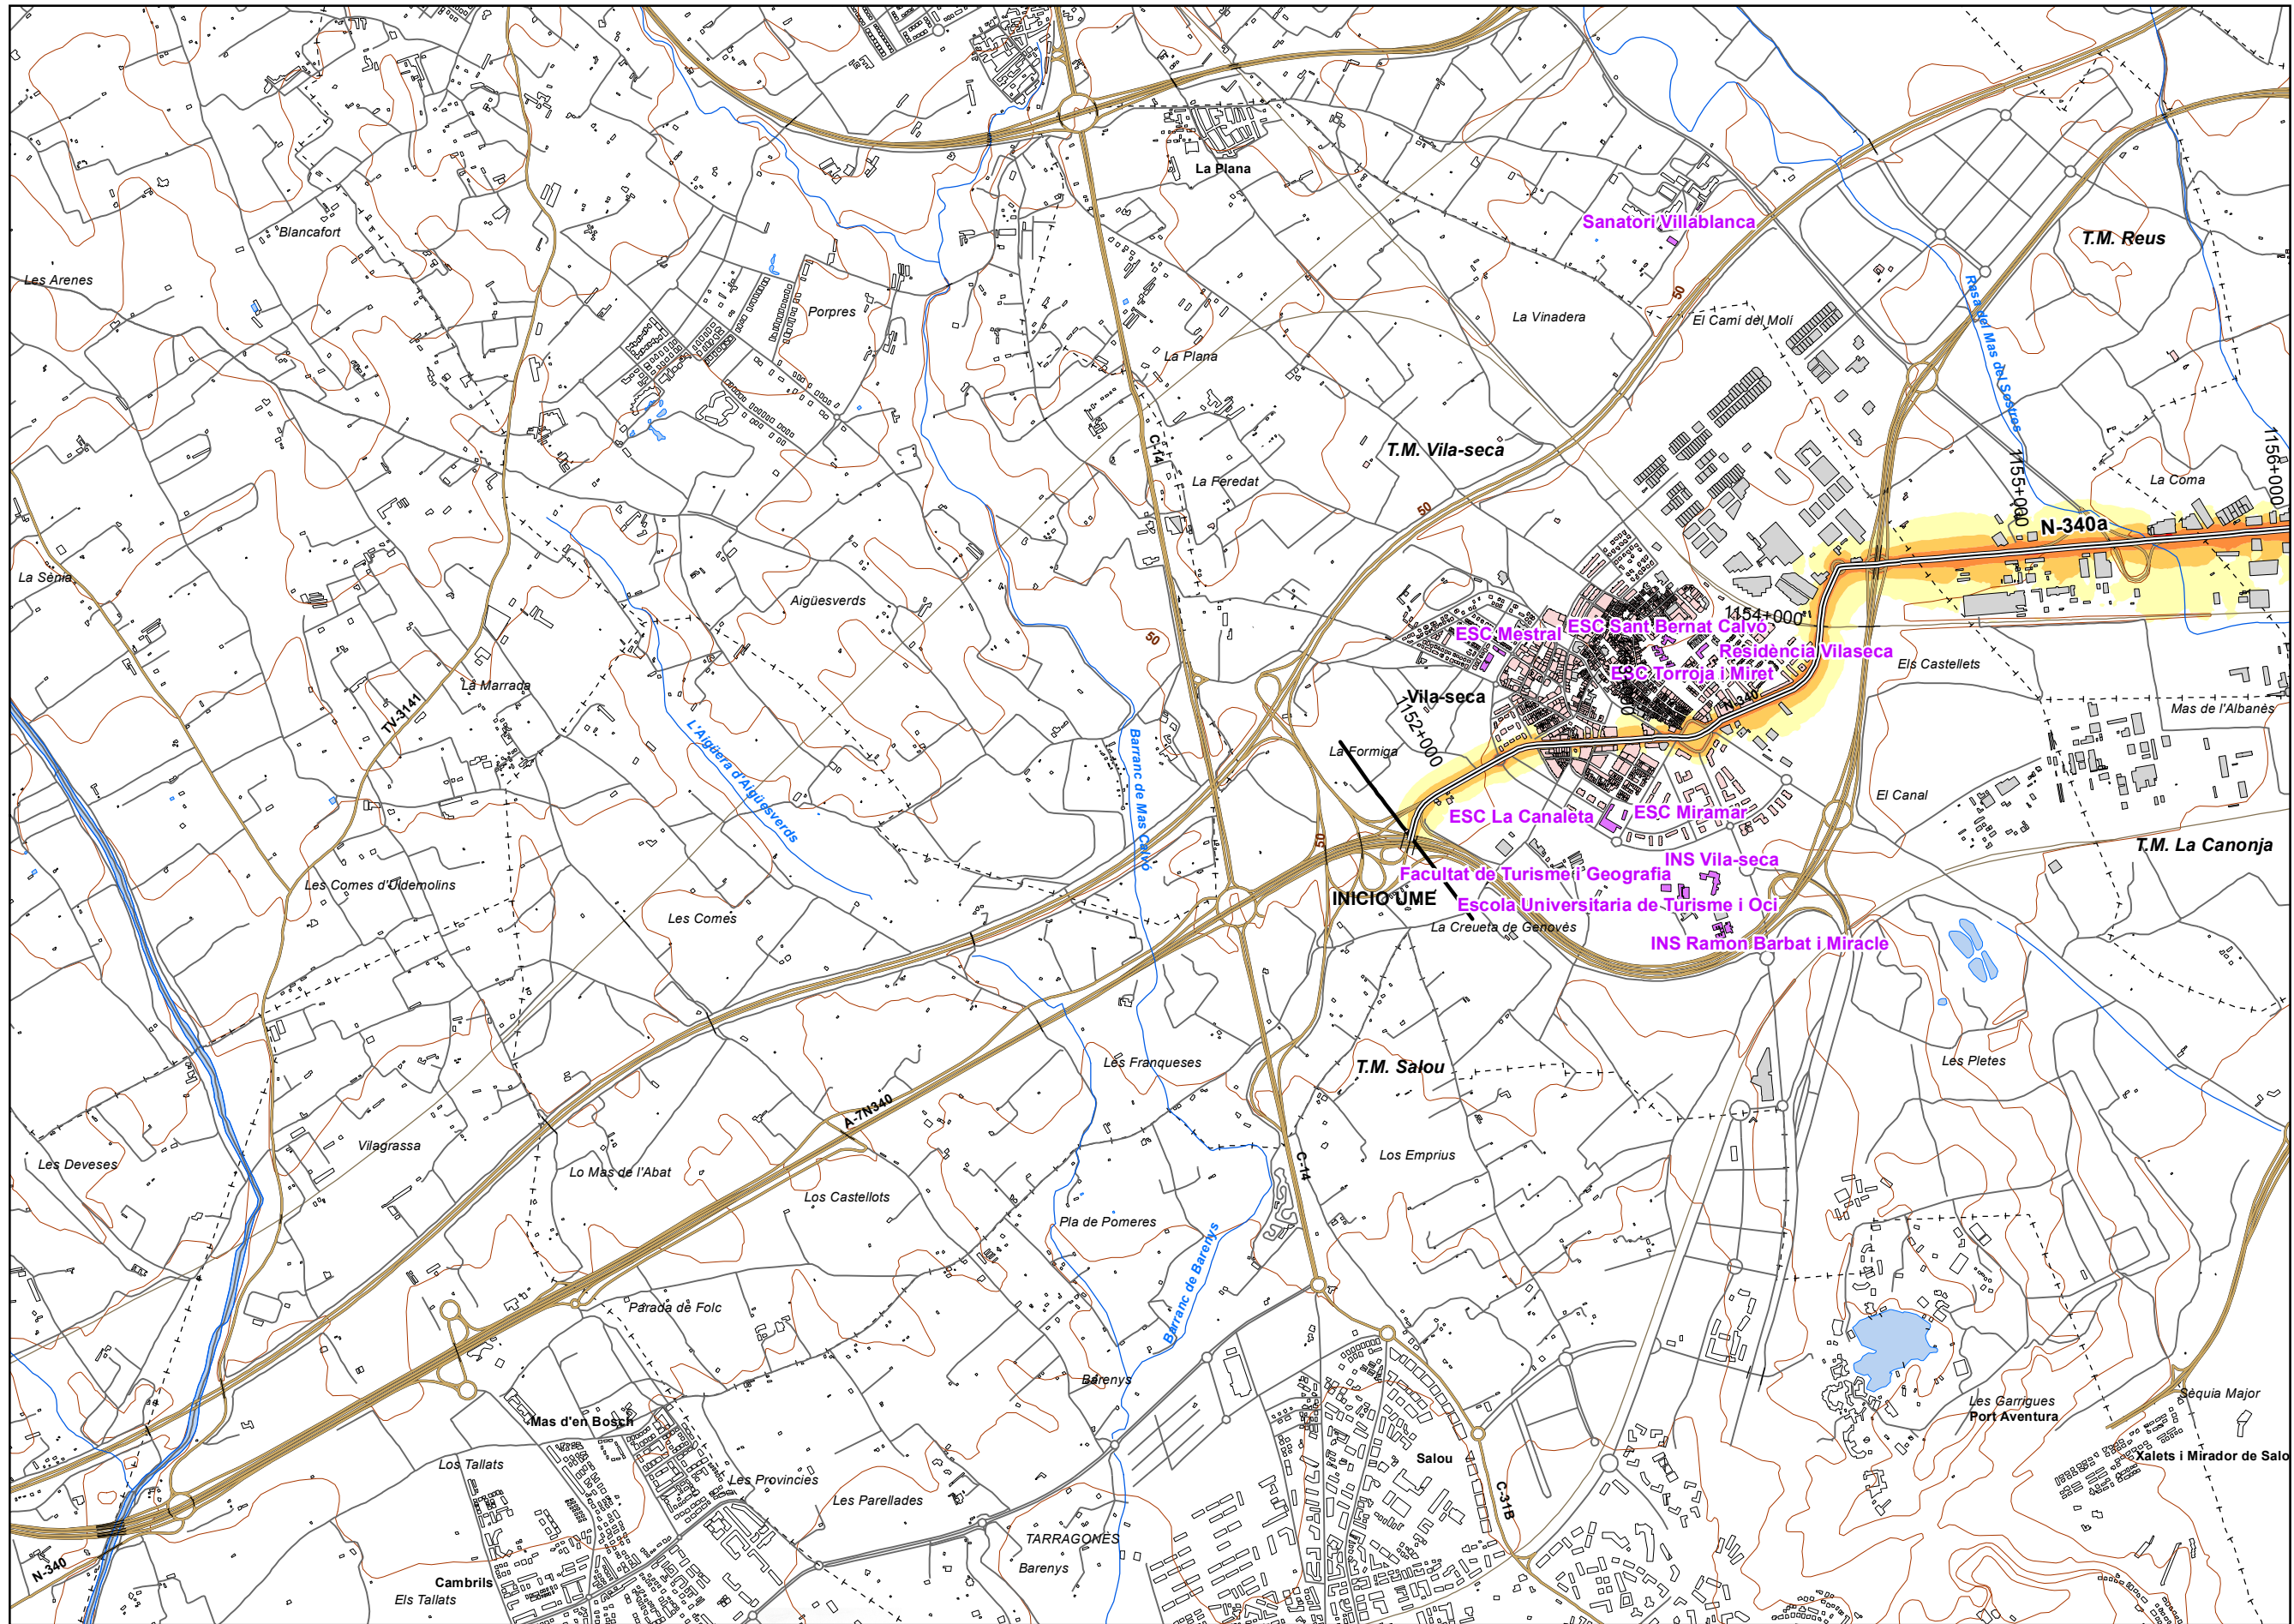 La Plana
Sanatori Villablanca
Blancafort
T.M. Reus
Les Arenes
Rasa del Mas del Sostres
50
Porpres
La Vinadera
El Camí del Molí
La Plana
C-14
T.M. Vila-seca
La Feredat
50
1155+000
La Coma
1156+000
N-340a
La Sènia
Aigüesverds
50
ESC Mestral
ESC Sant Bernat Calvó
1154+000
Residència Vilaseca
Els Castellets
ESC Torroja i Miret
La Marrada
TV-3141
Vila-seca
N-340
Mas de l'Albanès
1152+000
L'Aigüera d'Aigüesverds
Barranc de Mas Calvó
La Formiga
El Canal
ESC La Canaleta
ESC Miramar
50
T.M. La Canonja
INS Vila-seca
Facultat de Turisme i Geografia
Les Comes d'Uldemolins
INICIO UME
Escola Universitaria de Turisme i Oci
Les Comes
La Creueta de Genovès
INS Ramon Barbat i Miracle
Les Franqueses
T.M. Salou
Les Pletes
A-7N340
Vilagrassa
Les Deveses
Lo Mas de l'Abat
Los Emprius
C-14
Los Castellots
Pla de Pomeres
Barranc de Barenys
Parada de Folc
Barenys
Les Garrigues
Port Aventura
Sèquia Major
Mas d'en Bosch
Los Tallats
Les Provincies
Salou
Xalets i Mirador de Salo
Les Parellades
C-31B
TARRAGONÈS
Barenys
N-340
Cambrils
Els Tallats